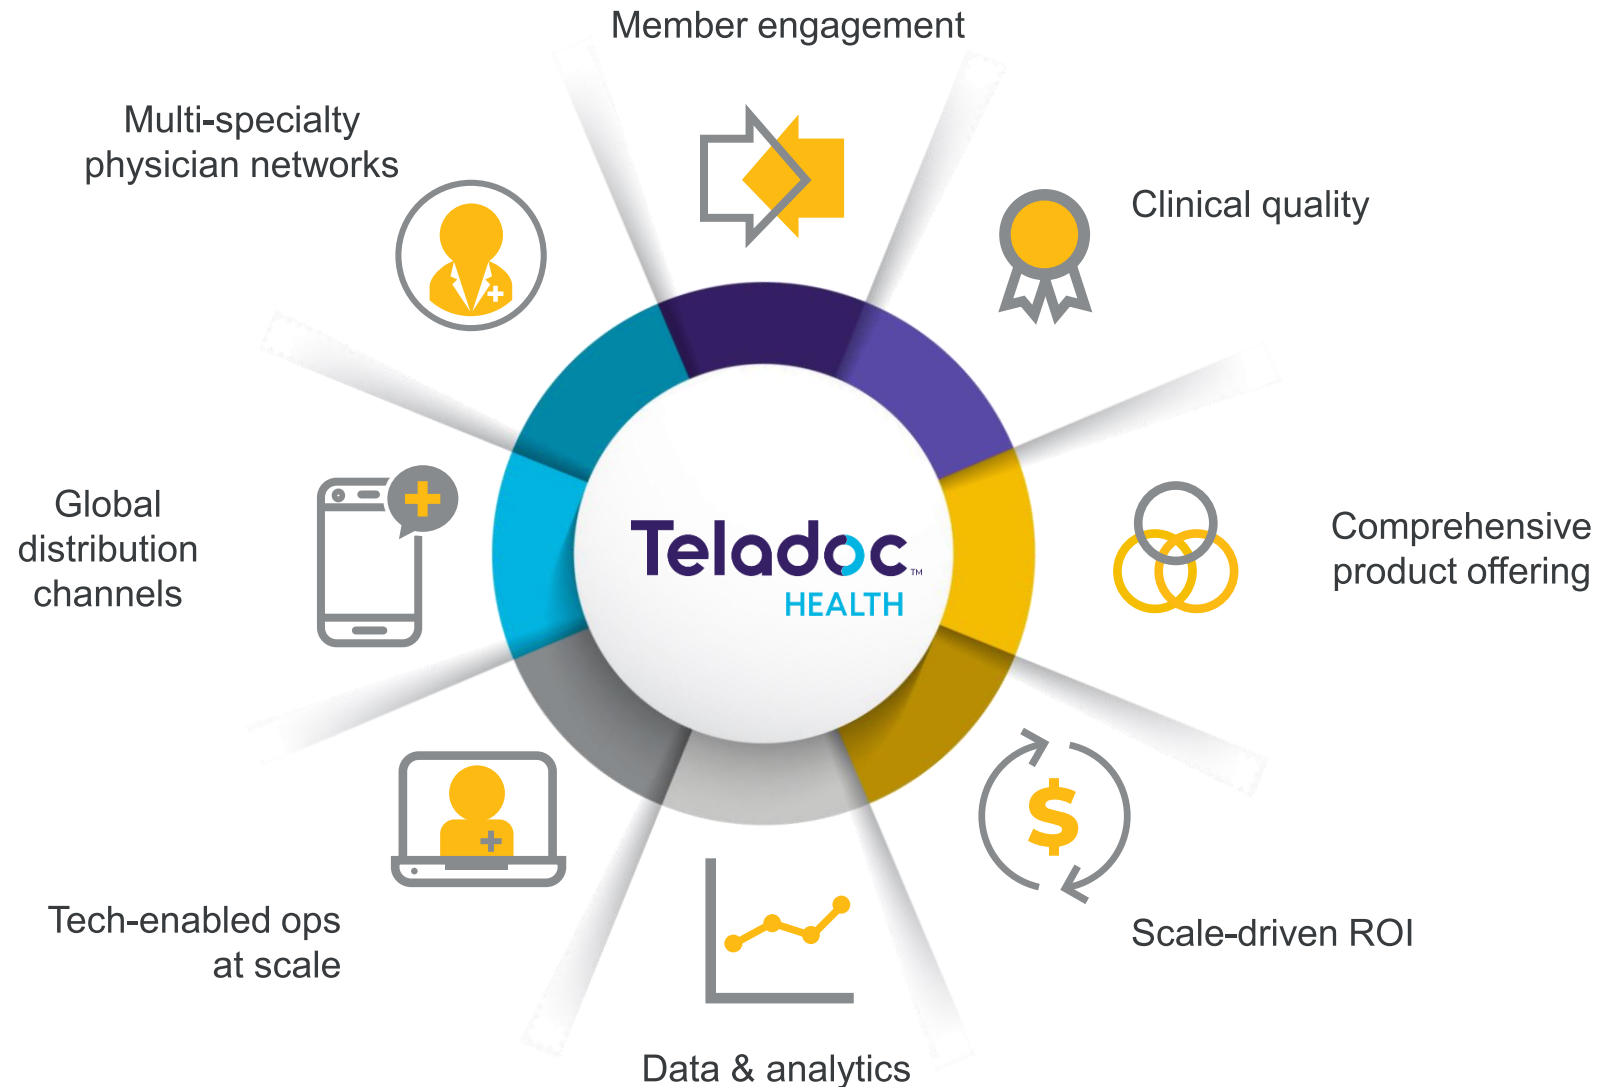 Member engagement
Multi-specialty
physician networks
Clinical quality
Global
distribution
channels
Teladoc™
HEALTH
Comprehensive
product offering
$
Tech-enabled ops
at scale
Scale-driven ROI
Data & analytics